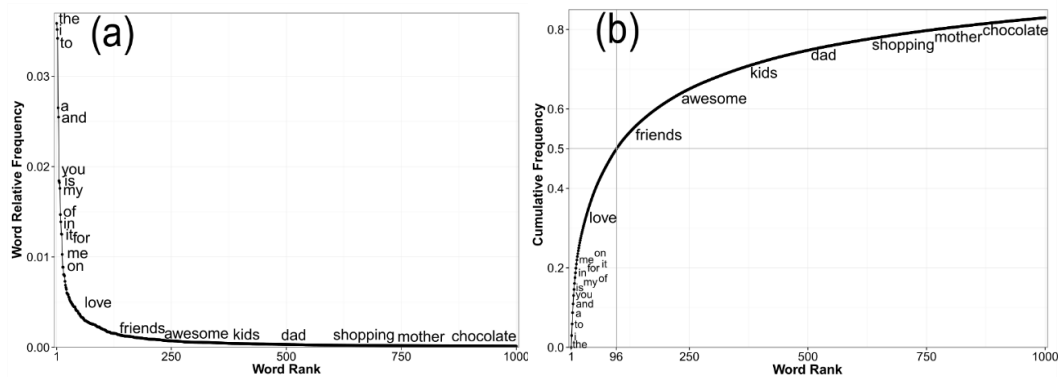 (a)
the
i
to
a
and
you
is
my
of
in
it for
me
on
love
friends
awesome
kids
dad
shopping
mother
chocolate
0.03
0.02
0.01
0.00
1
250
500
750
1000
Word Rank
Word Relative Frequency
(b)
chocolate
mother
shopping
dad
kids
awesome
friends
love
me on
in for it
is my of
you
and
a
to
i
the
0.8
0.6
0.5
0.4
0.2
0.0
1
96
250
500
750
1000
Word Rank
Cumulative Frequency